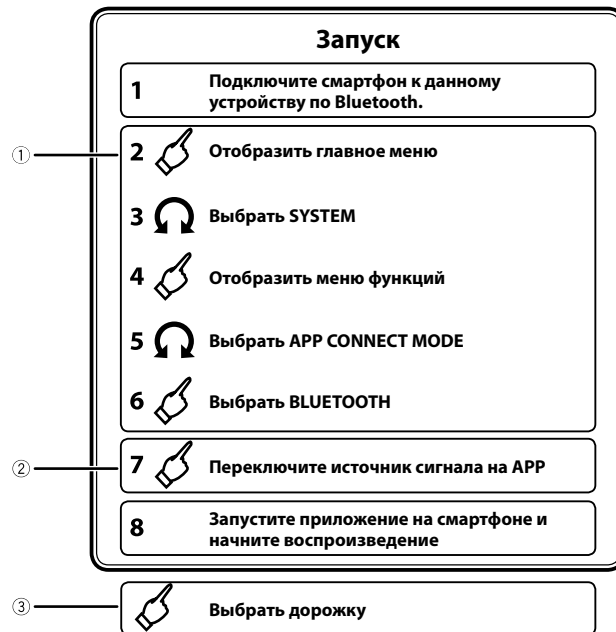 Запуск
1 Подключите смартфон к данному
устройству по Bluetooth.
① 2 Отобразить главное меню
3 Выбрать SYSTEM
4 Отобразить меню функций
5 Выбрать APP CONNECT MODE
6 Выбрать BLUETOOTH
② 7 Переключите источник сигнала на APP
8 Запустите приложение на смартфоне и
начните воспроизведение
③ Выбрать дорожку